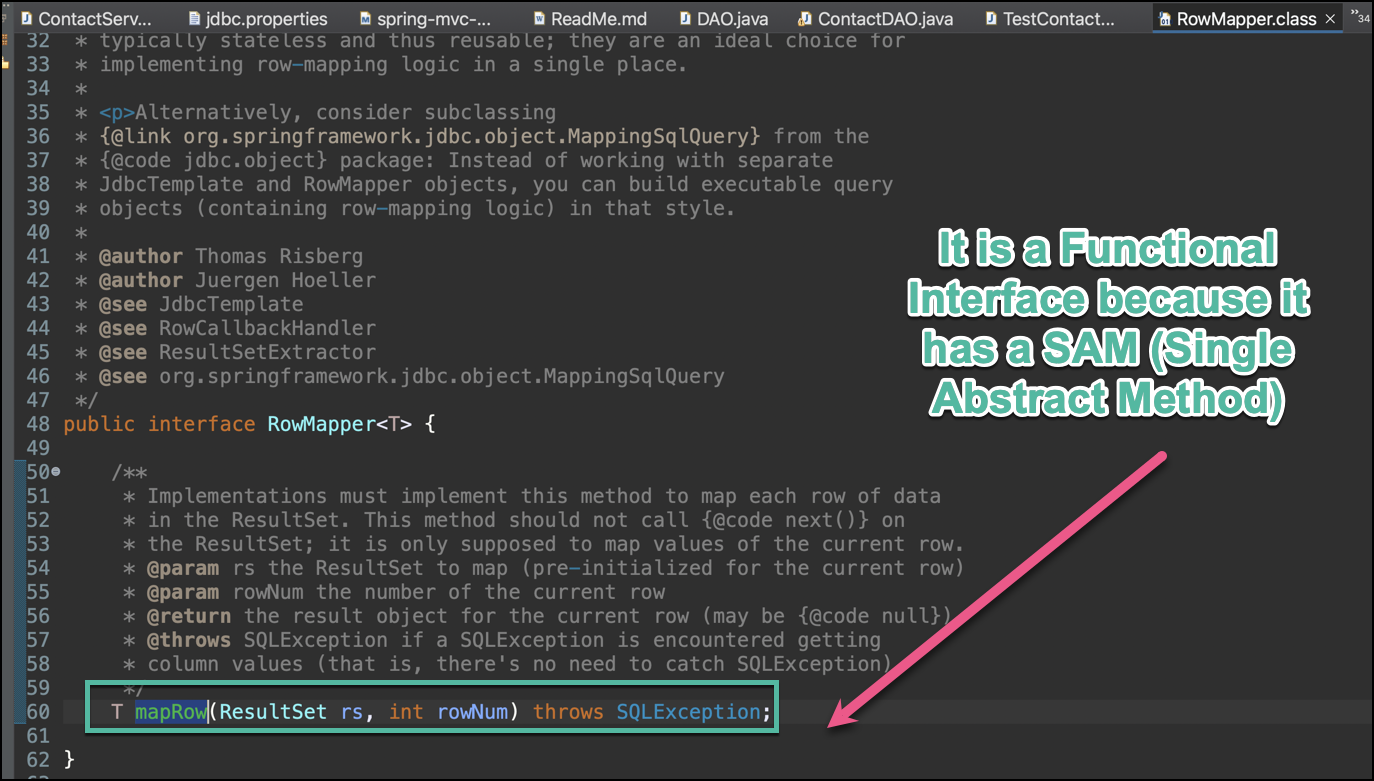 ContactServ...
jdbc.properties
spring-mvc-...
ReadMe.md
DAO.java
ContactDAO.java
TestContact...
RowMapper.class
34
32 * typically stateless and thus reusable; they are an ideal choice for
33 * implementing row-mapping logic in a single place.
34 *
35 * <p>Alternatively, consider subclassing
36 * {@link org.springframework.jdbc.object.MappingSqlQuery} from the
37 * {@code jdbc.object} package: Instead of working with separate
38 * JdbcTemplate and RowMapper objects, you can build executable query
39 * objects (containing row-mapping logic) in that style.
40 *
41 * @author Thomas Risberg
42 * @author Juergen Hoeller
43 * @see JdbcTemplate
44 * @see RowCallbackHandler
45 * @see ResultSetExtractor
46 * @see org.springframework.jdbc.object.MappingSqlQuery
47 */
48 public interface RowMapper<T> {
49
50 /**
51 * Implementations must implement this method to map each row of data
52 * in the ResultSet. This method should not call {@code next()} on
53 * the ResultSet; it is only supposed to map values of the current row.
54 * @param rs the ResultSet to map (pre-initialized for the current row)
55 * @param rowNum the number of the current row
56 * @return the result object for the current row (may be {@code null})
57 * @throws SQLException if a SQLException is encountered getting
58 * column values (that is, there's no need to catch SQLException)
59 */
60 T mapRow(ResultSet rs, int rowNum) throws SQLException;
61
62 }
It is a Functional
Interface because it
has a SAM (Single
Abstract Method)